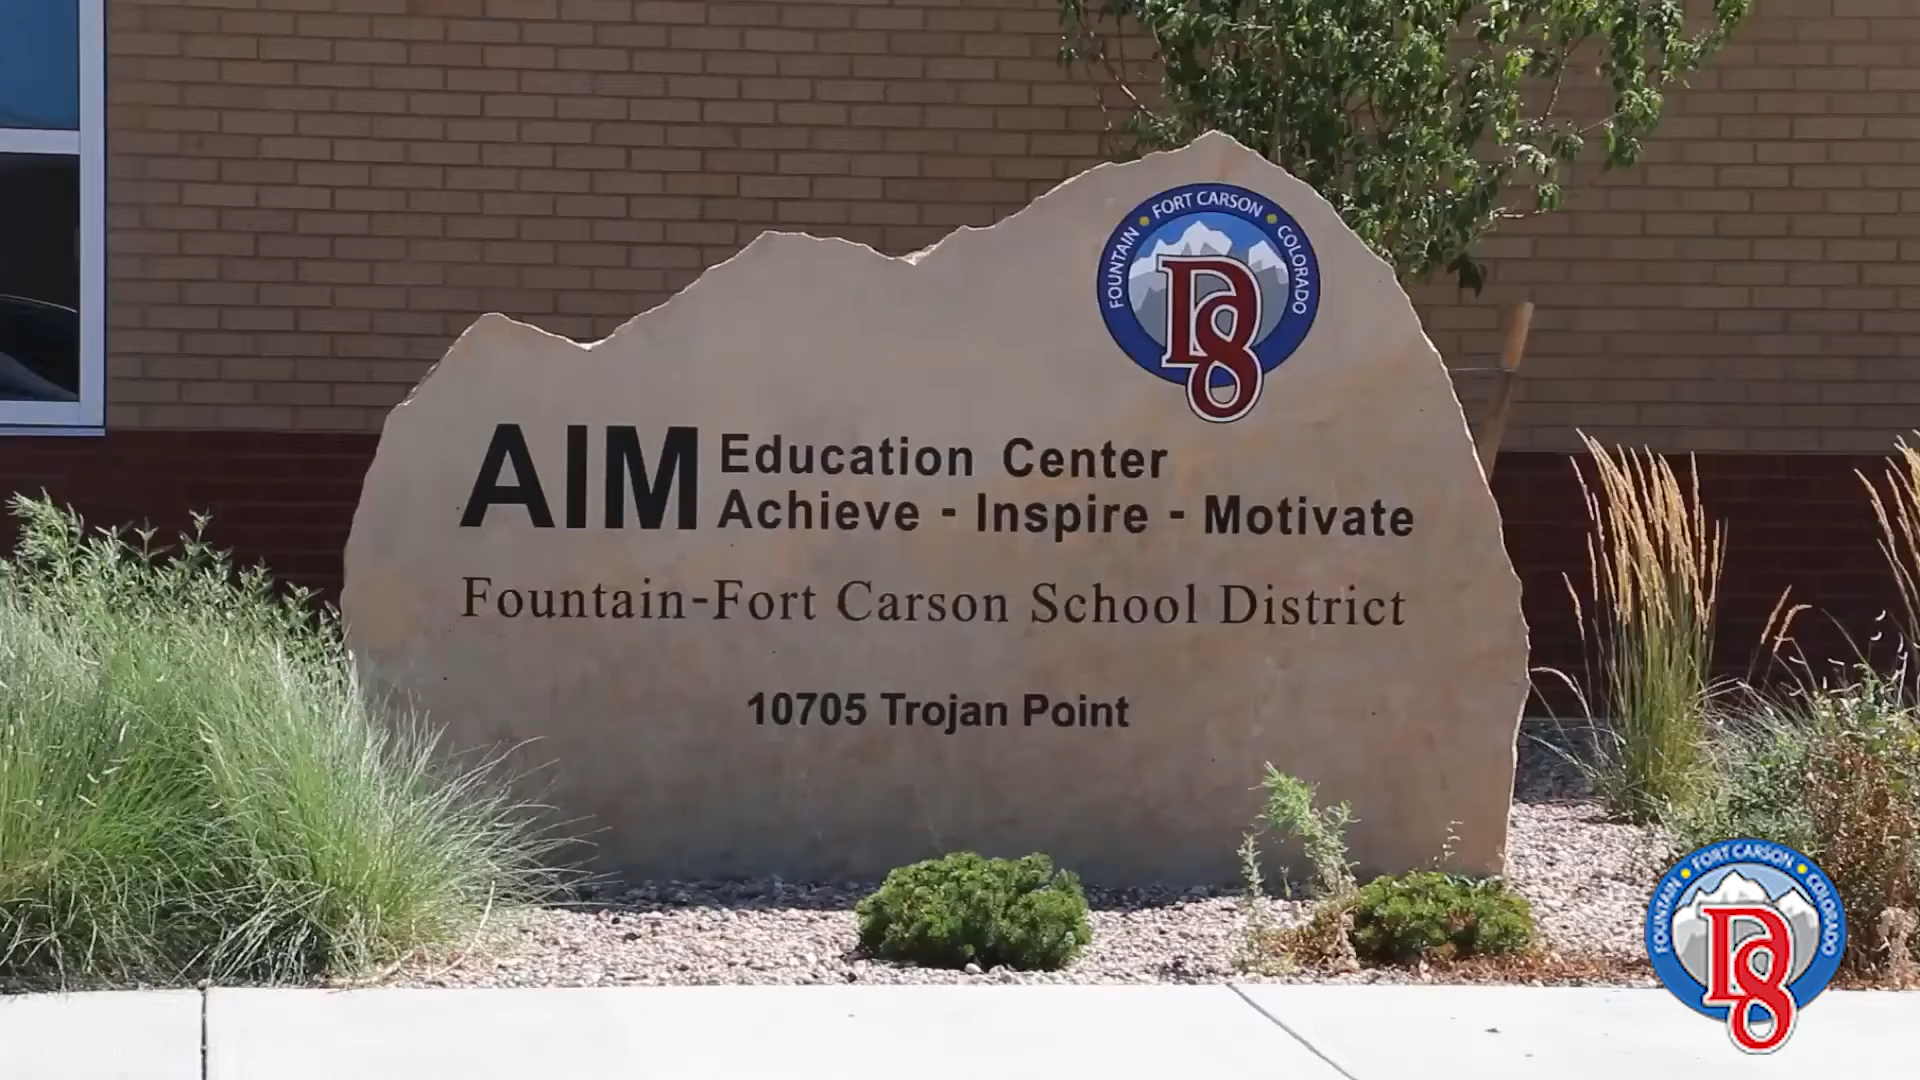 FOUNTAIN • FORT CARSON • COLORADO
D8
AIM Education Center
Achieve - Inspire - Motivate
Fountain-Fort Carson School District
10705 Trojan Point
FOUNTAIN • FORT CARSON • COLORADO
D8